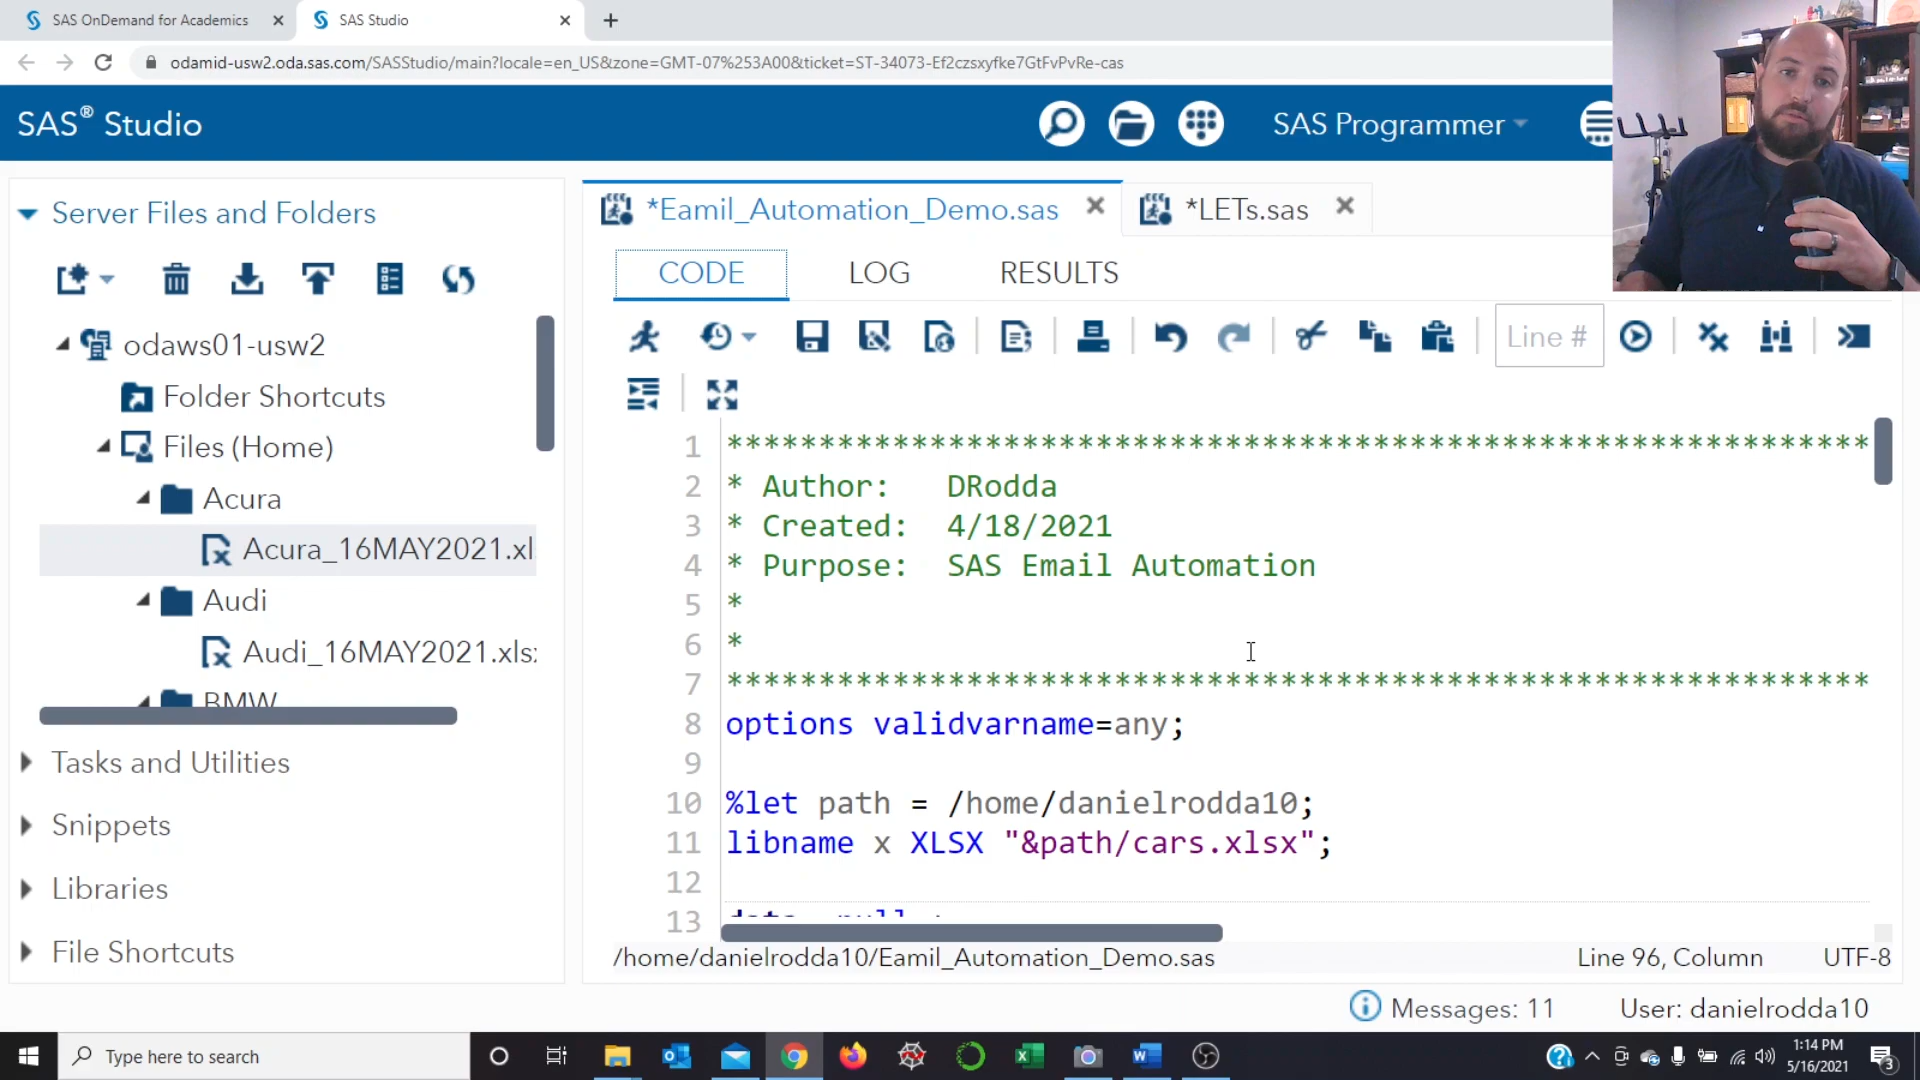 SAS OnDemand for Academics
SAS Studio
odamid-usw2.oda.sas.com/SASStudio/main?locale=en_US&zone=GMT-07%253A00&ticket=ST-34073-Ef2czsxyfke7GtFvPvRe-cas
SAS® Studio
SAS Programmer
Server Files and Folders
odaws01-usw2
Folder Shortcuts
Files (Home)
Acura
Acura_16MAY2021.xl
Audi
Audi_16MAY2021.xls
BMW
Tasks and Utilities
Snippets
Libraries
File Shortcuts
*Eamil_Automation_Demo.sas
*LETs.sas
CODE LOG RESULTS
Line #
1 **************************************************************
2 * Author: DRodda
3 * Created: 4/18/2021
4 * Purpose: SAS Email Automation
5 *
6 *
7 **************************************************************
8 options validvarname=any;
9
10 %let path = /home/danielrodda10;
11 libname x XLSX "&path/cars.xlsx";
12
13 data _null_;
/home/danielrodda10/Eamil_Automation_Demo.sas
Line 96, Column
UTF-8
Messages: 11
User: danielrodda10
Type here to search
1:14 PM
5/16/2021
3